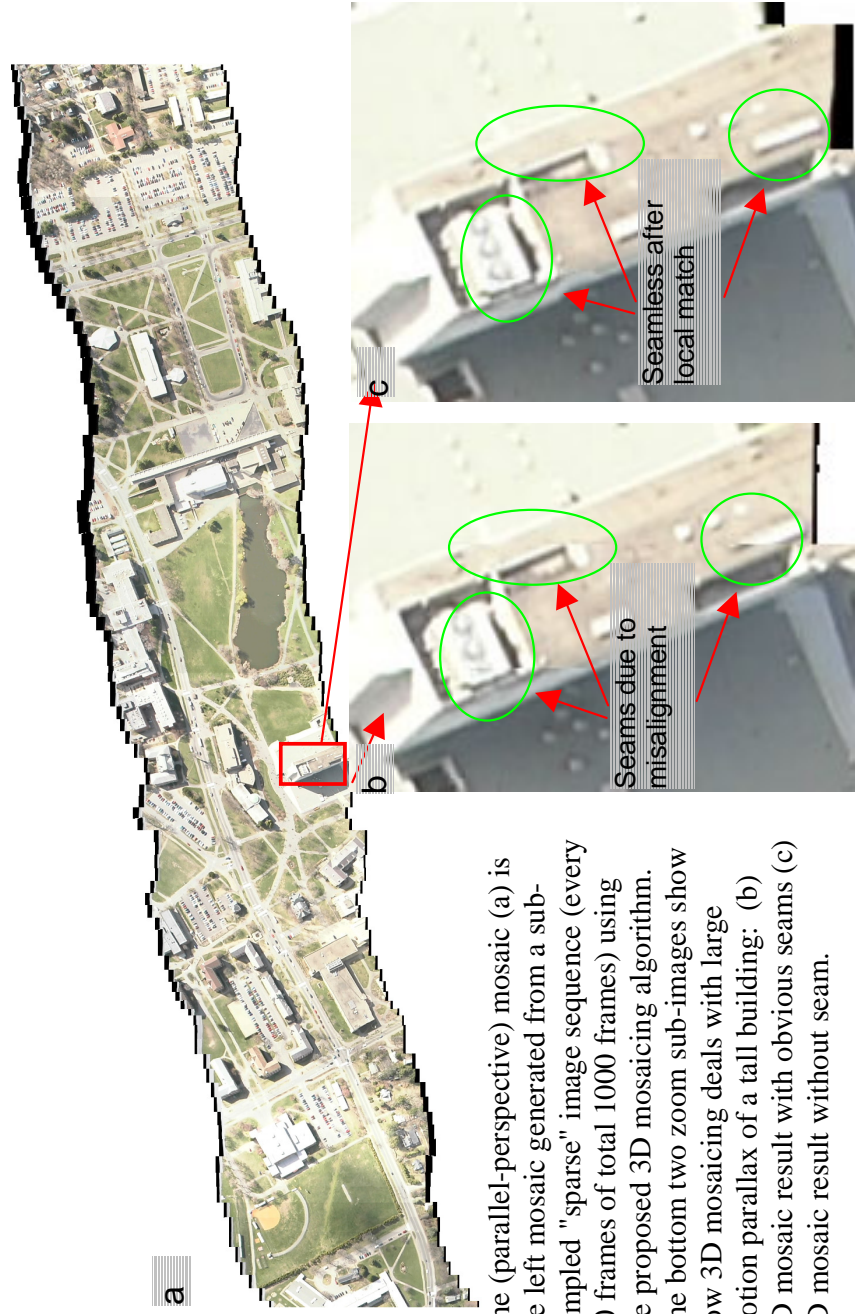 a
ne (parallel-perspective) mosaic (a) is
e left mosaic generated from a sub-
mpled "sparse" image sequence (every
) frames of total 1000 frames) using
e proposed 3D mosaicing algorithm.
ne bottom two zoom sub-images show
w 3D mosaicing deals with large
otion parallax of a tall building: (b)
D mosaic result with obvious seams (c)
D mosaic result without seam.
b
Seams due to
misalignment
c
Seamless after
local match